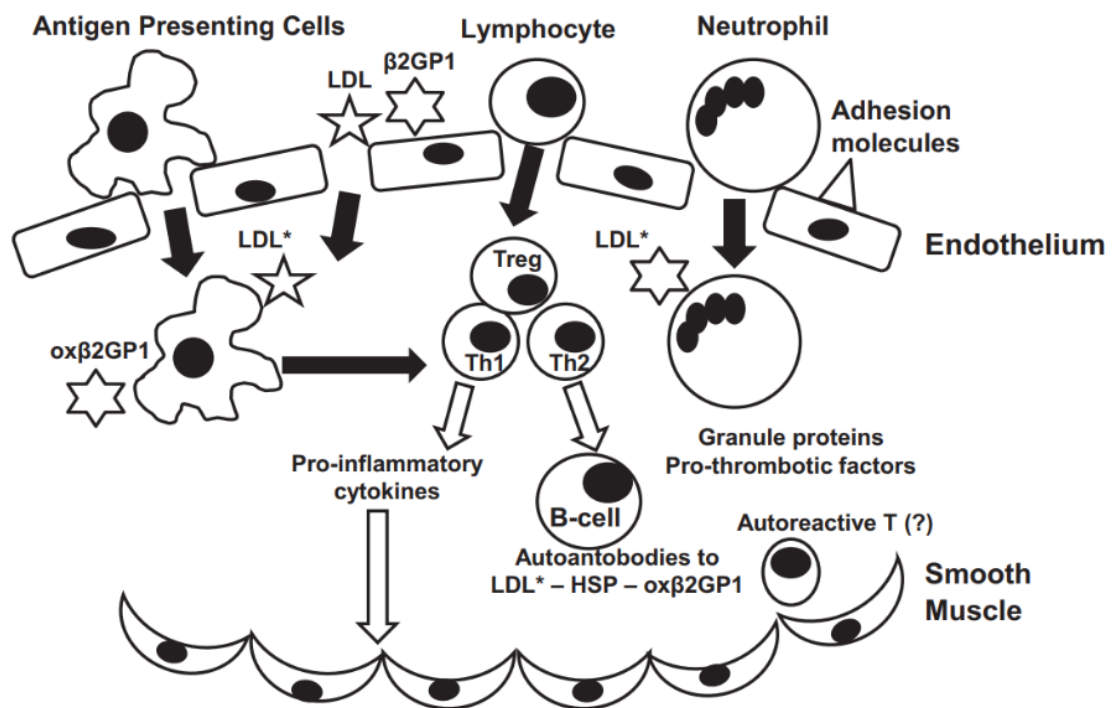 Antigen Presenting Cells
Lymphocyte
Neutrophil
LDL
β2GP1
Adhesion
molecules
LDL*
LDL*
Endothelium
Treg
oxβ2GP1
Th1
Th2
Pro-inflammatory
cytokines
Granule proteins
Pro-thrombotic factors
B-cell
Autoantobodies to
LDL* – HSP – oxβ2GP1
Autoreactive T (?)
Smooth
Muscle